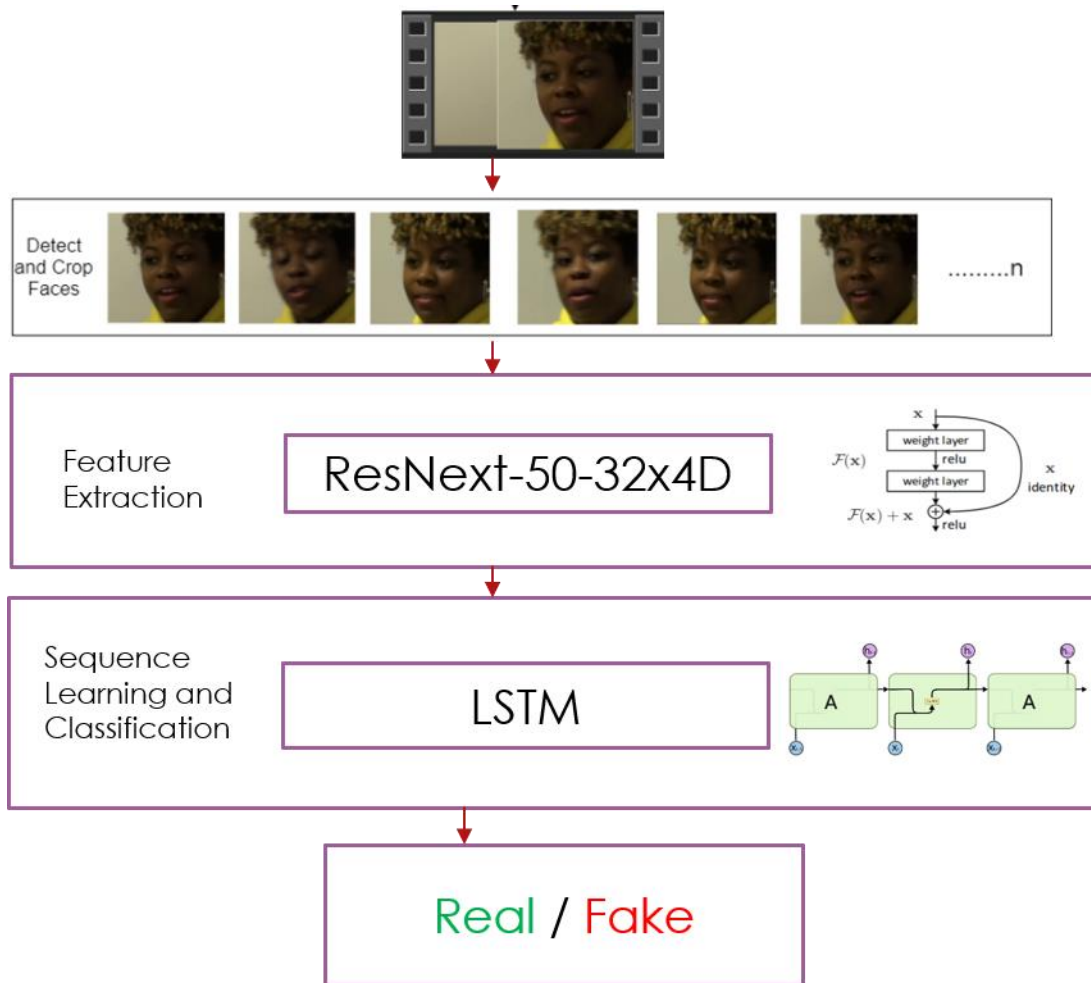 Detect
and Crop
Faces
.........n
Feature
Extraction
ResNext-50-32x4D
x
weight layer
F(x)
relu
weight layer
x
identity
F(x) + x
relu
Sequence
Learning and
Classification
LSTM
A
A
Real / Fake